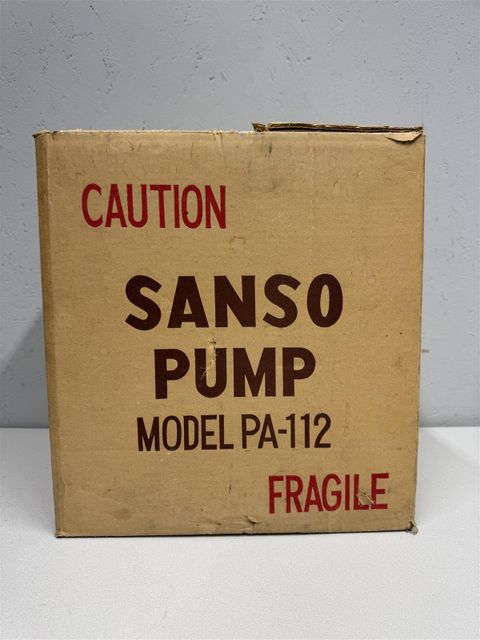 CAUTION
SANSO
PUMP
MODEL PA-112
FRAGILE